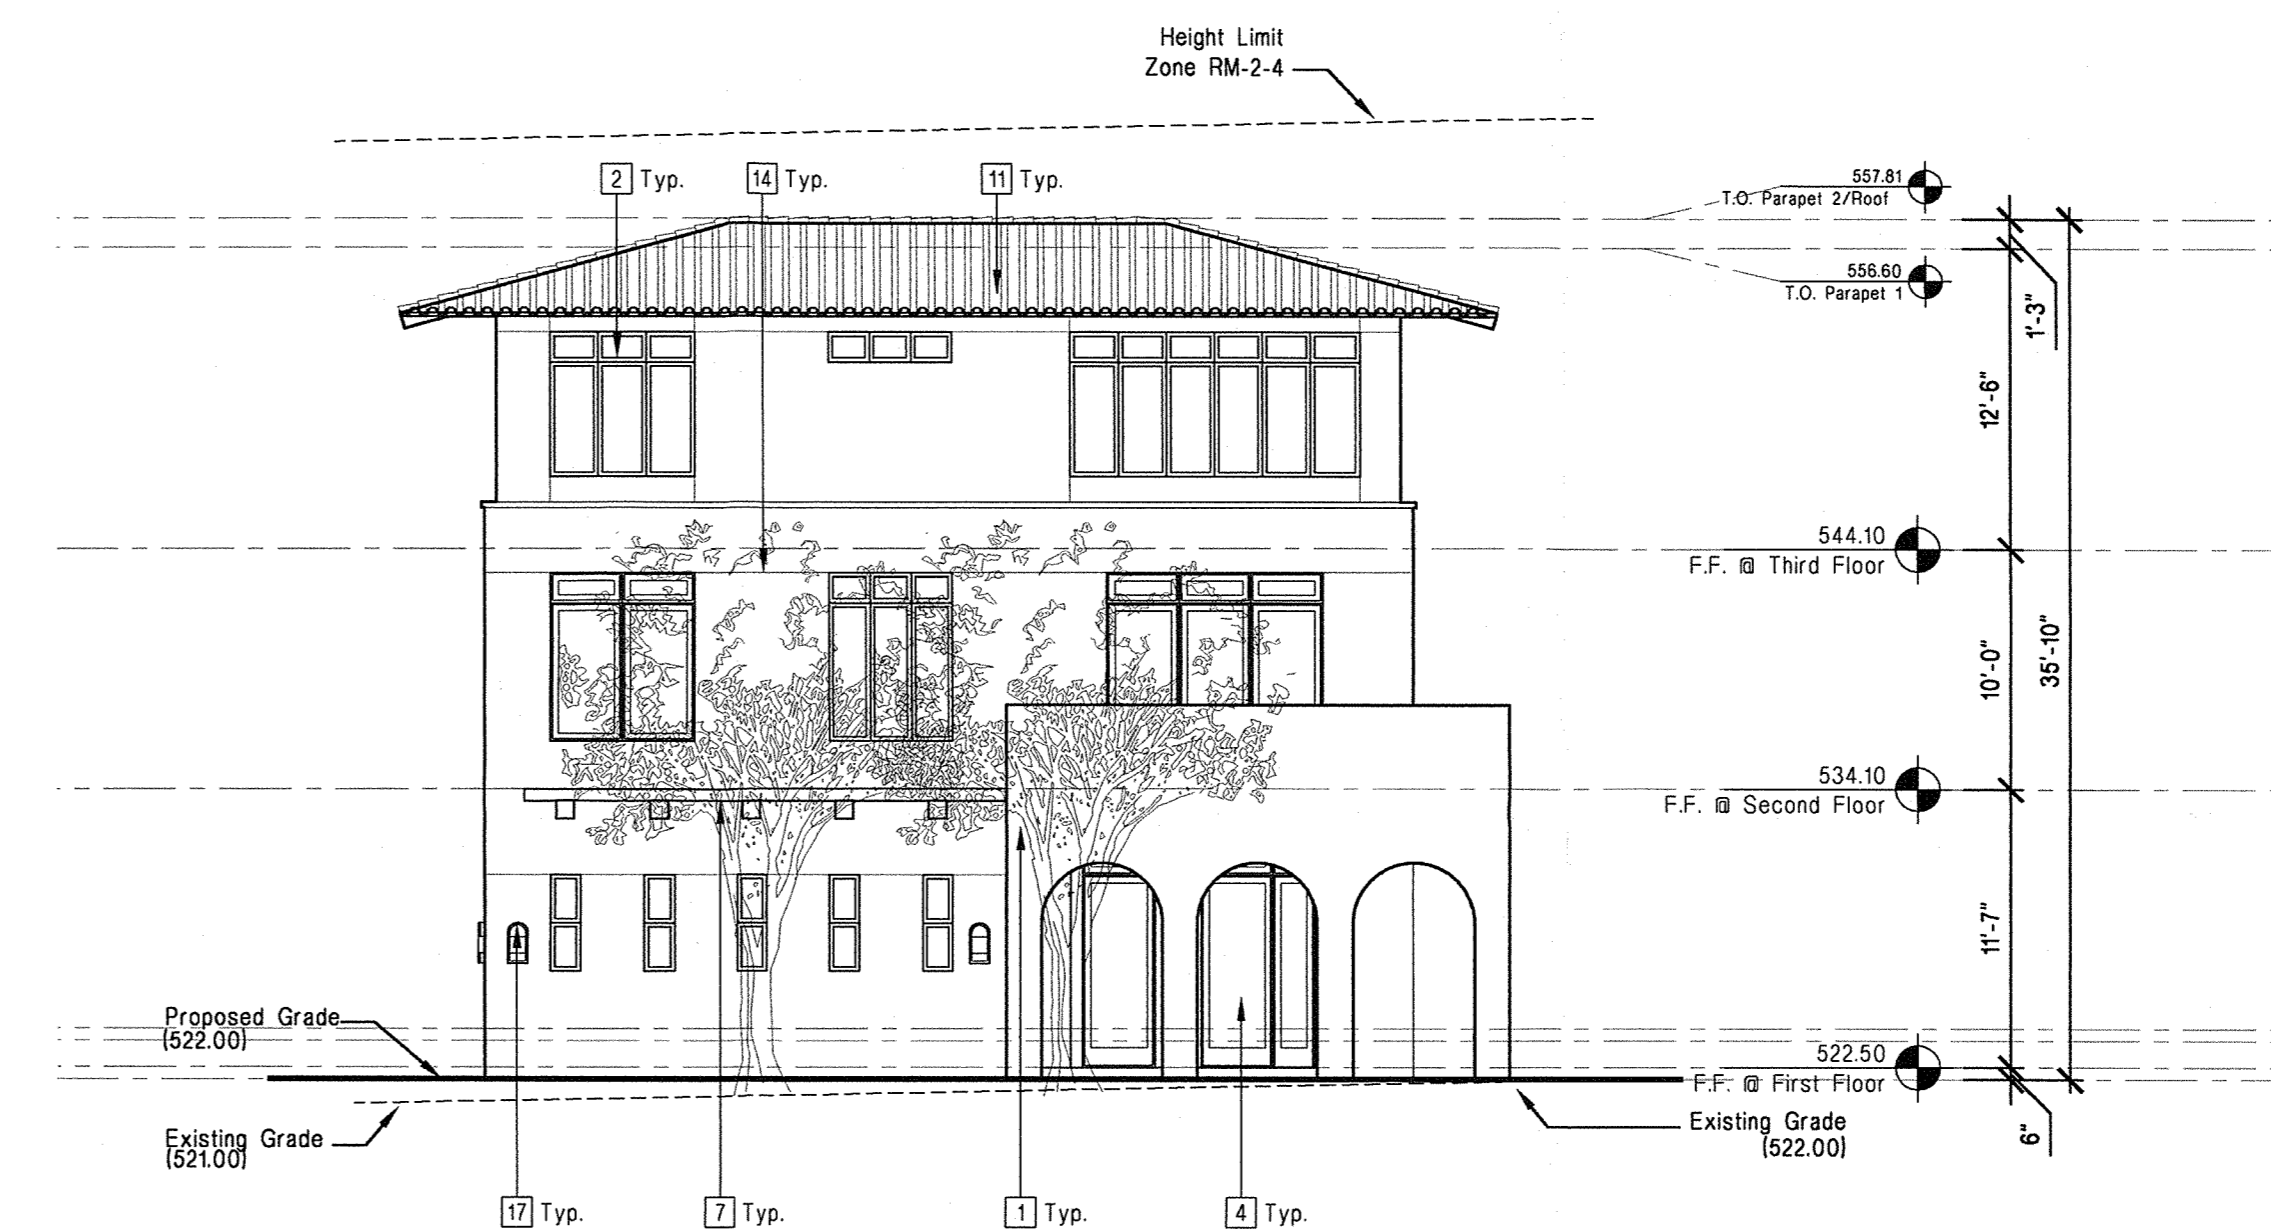 Height Limit
Zone RM-2-4
2 Typ.
14 Typ.
11 Typ.
557.81
T.O. Parapet 2/Roof
556.60
T.O. Parapet 1
1'-3"
12'-6"
544.10
F.F. @ Third Floor
10'-0"
35'-10"
534.10
F.F. @ Second Floor
11'-7"
Proposed Grade
(522.00)
522.50
F.F. @ First Floor
Existing Grade
(521.00)
Existing Grade
(522.00)
6"
17 Typ.
7 Typ.
1 Typ.
4 Typ.